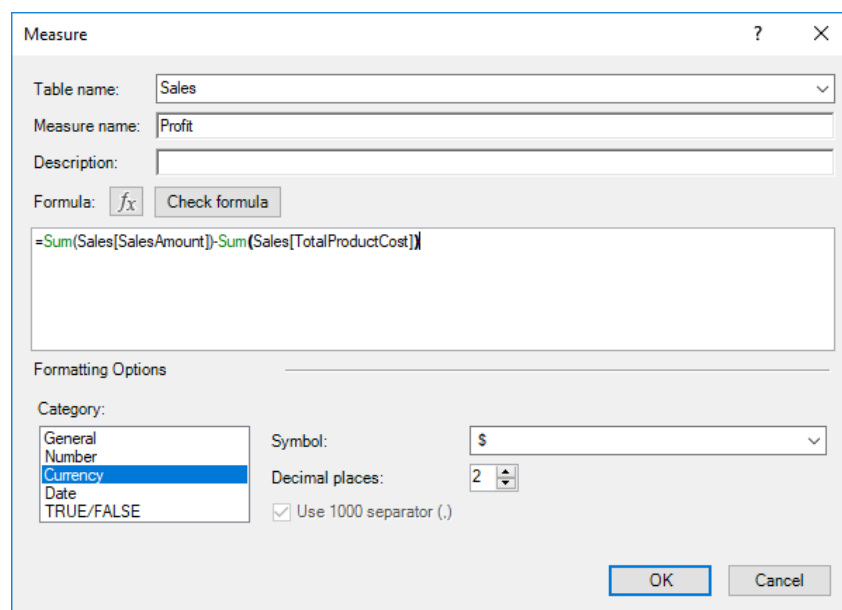 Measure ? ✕
Table name: Sales
Measure name: Profit
Description:
Formula: fx Check formula
=Sum(Sales[SalesAmount])-Sum(Sales[TotalProductCost])
Formatting Options
Category:
General
Number
Currency
Date
TRUE/FALSE
Symbol: $
Decimal places: 2
Use 1000 separator (,)
OK Cancel